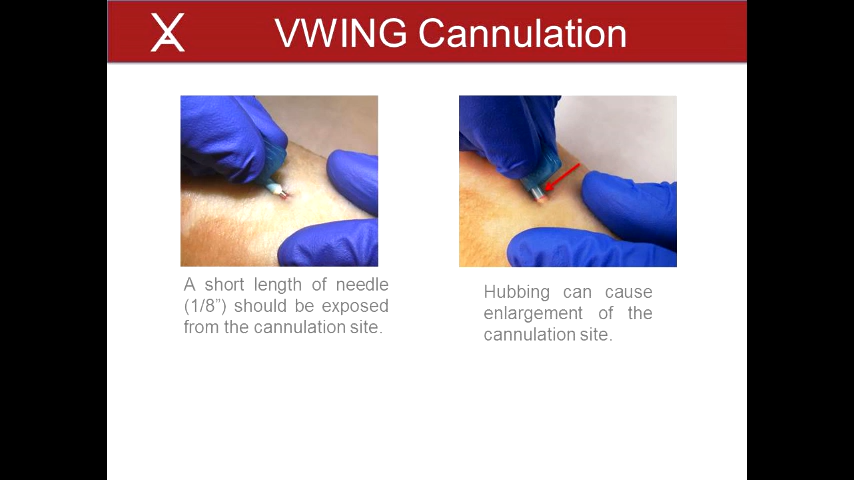 VWING Cannulation
A short length of needle
(1/8”) should be exposed
from the cannulation site.
Hubbing can cause
enlargement of the
cannulation site.